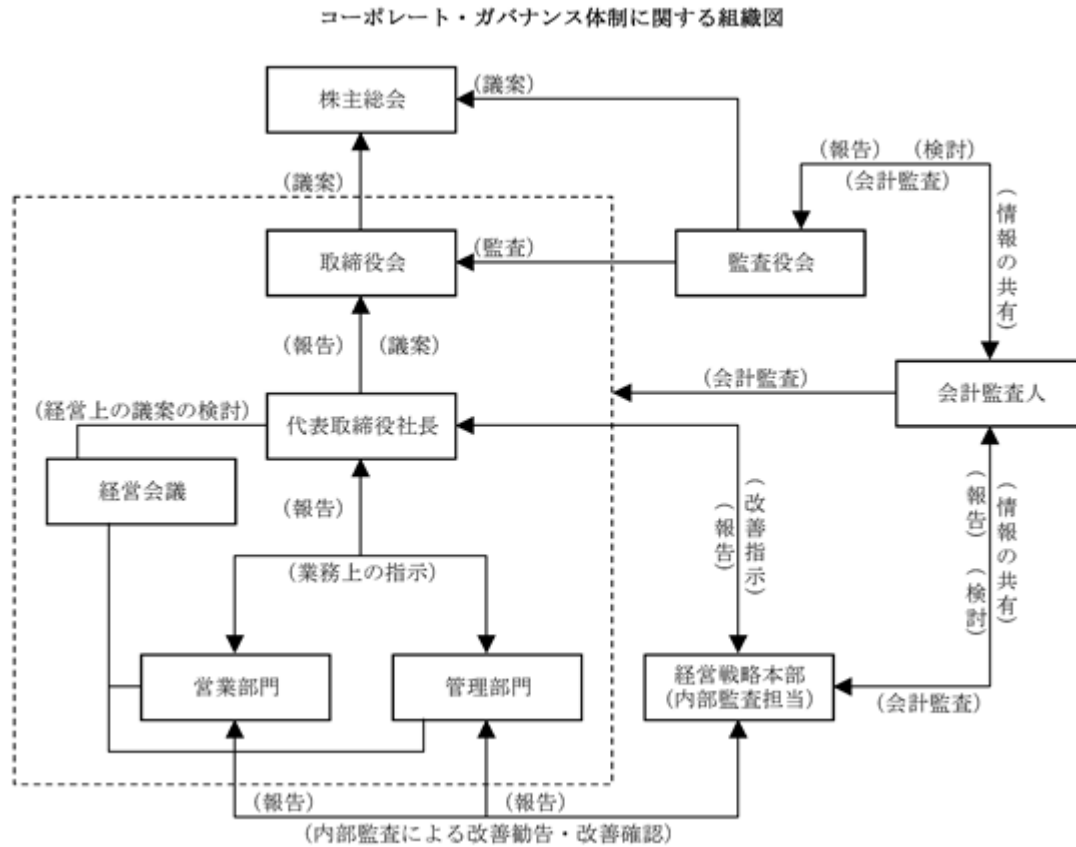 コーポレート・ガバナンス体制に関する組織図
株主総会
（議案）
（報告）　（検討）
（会計監査）
（議案）
（情報の共有）
取締役会
（監査）
監査役会
（報告）　（議案）
（会計監査）
会計監査人
（経営上の議案の検討）
代表取締役社長
経営会議
（報告）
（改善指示）
（報告）
（情報の共有）
（報告）　（検討）
（業務上の指示）
営業部門
管理部門
経営戦略本部
（内部監査担当）
（会計監査）
（報告）
（報告）
（内部監査による改善勧告・改善確認）